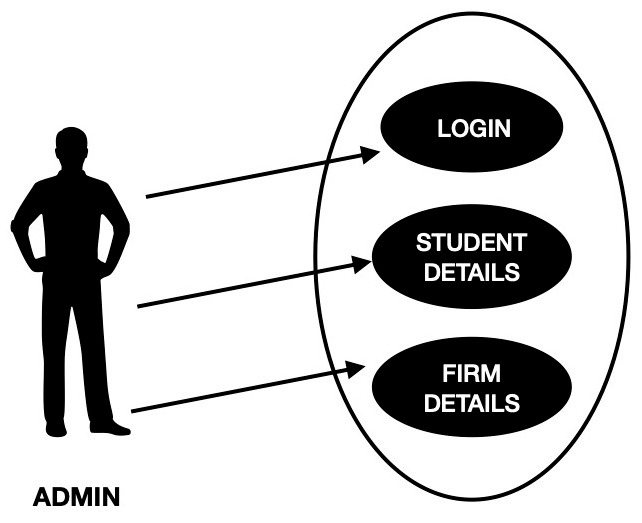 LOGIN
STUDENT
DETAILS
FIRM
DETAILS
ADMIN